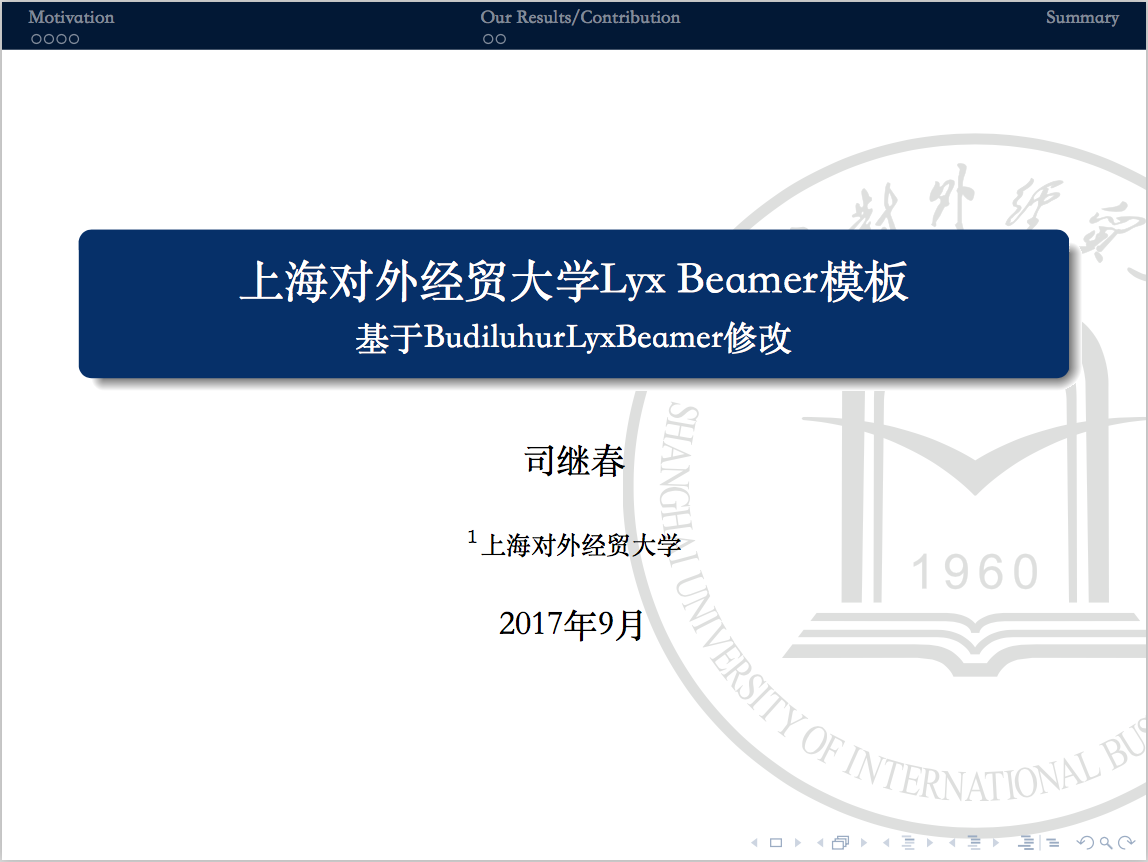 Motivation
Our Results/Contribution
Summary
对外经贸
上海对外经贸大学Lyx Beamer模板
基于BudiluhurLyxBeamer修改
司继春
1 上海对外经贸大学
2017年9月
1960
SHANGHAI UNIVERSITY OF INTERNATIONAL BUS